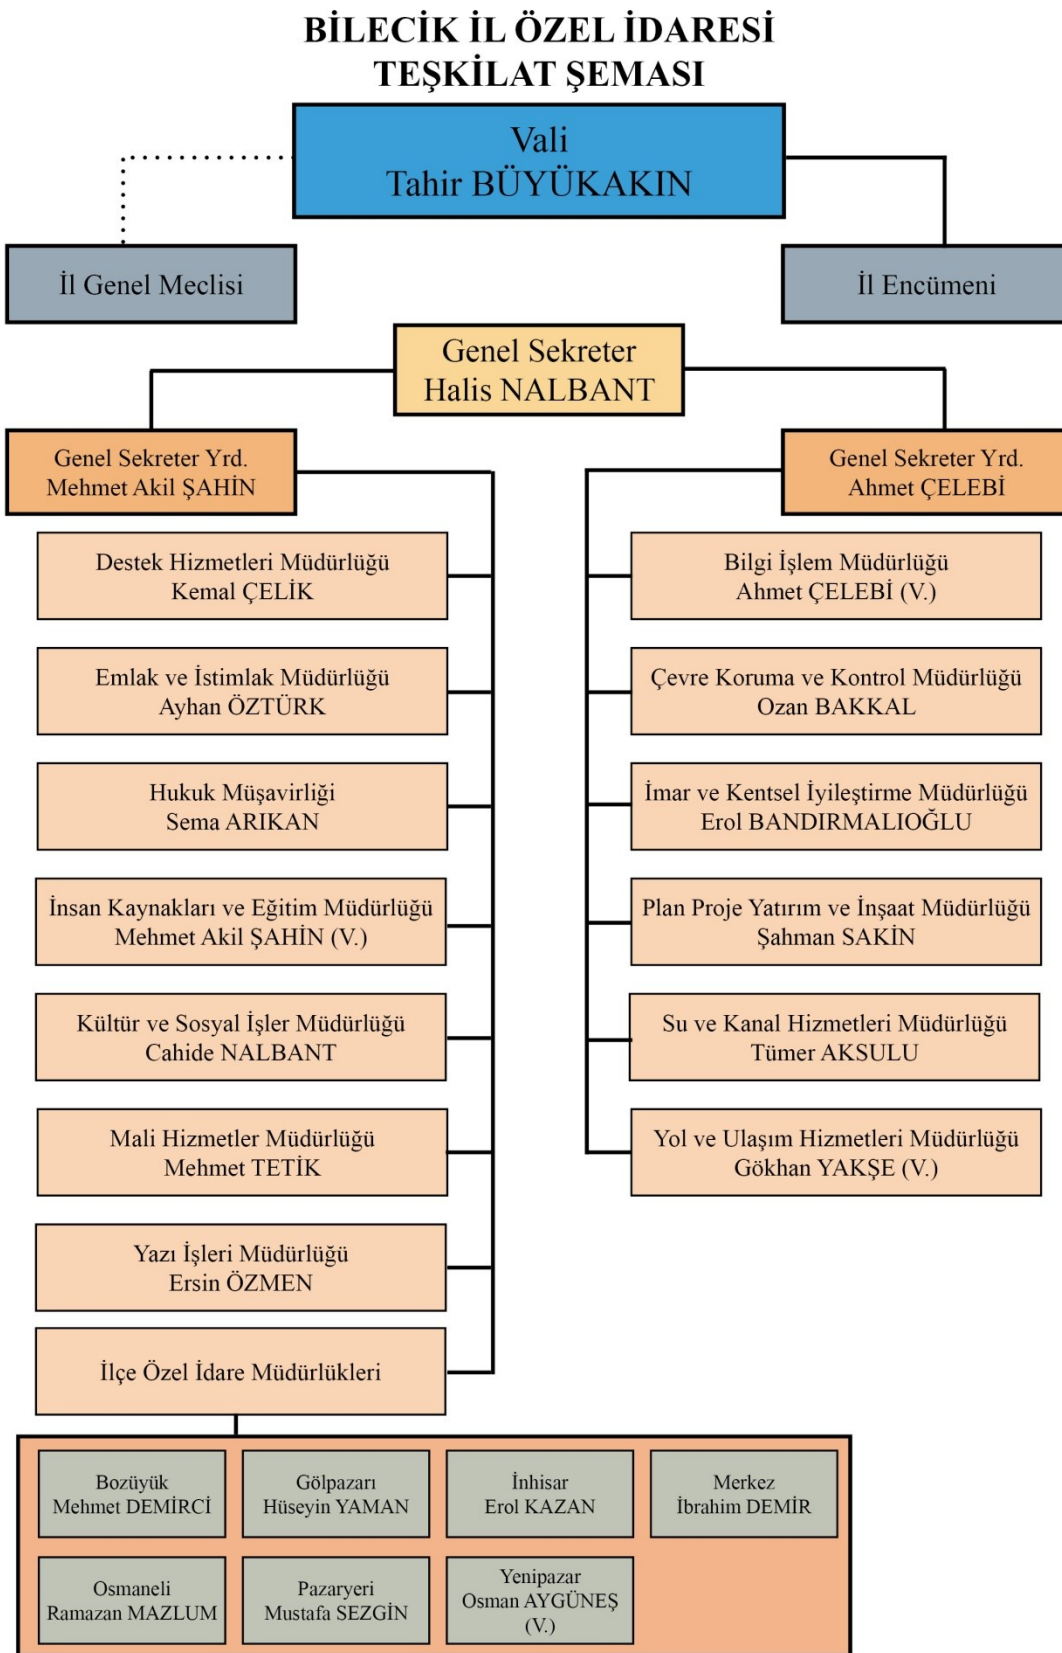 BİLECİK İL ÖZEL İDARESİ
TEŞKİLAT ŞEMASI
Vali
Tahir BÜYÜKAKIN
İl Genel Meclisi
İl Encümeni
Genel Sekreter
Halis NALBANT
Genel Sekreter Yrd.
Mehmet Akil ŞAHİN
Genel Sekreter Yrd.
Ahmet ÇELEBİ
Destek Hizmetleri Müdürlüğü
Kemal ÇELİK
Emlak ve İstimlak Müdürlüğü
Ayhan ÖZTÜRK
Hukuk Müşavirliği
Sema ARIKAN
İnsan Kaynakları ve Eğitim Müdürlüğü
Mehmet Akil ŞAHİN (V.)
Kültür ve Sosyal İşler Müdürlüğü
Cahide NALBANT
Mali Hizmetler Müdürlüğü
Mehmet TETİK
Yazı İşleri Müdürlüğü
Ersin ÖZMEN
İlçe Özel İdare Müdürlükleri
Bilgi İşlem Müdürlüğü
Ahmet ÇELEBİ (V.)
Çevre Koruma ve Kontrol Müdürlüğü
Ozan BAKKAL
İmar ve Kentsel İyileştirme Müdürlüğü
Erol BANDIRMALIOĞLU
Plan Proje Yatırım ve İnşaat Müdürlüğü
Şahman SAKİN
Su ve Kanal Hizmetleri Müdürlüğü
Tümer AKSULU
Yol ve Ulaşım Hizmetleri Müdürlüğü
Gökhan YAKŞE (V.)
Bozüyük
Mehmet DEMİRCİ
Gölpazarı
Hüseyin YAMAN
İnhisar
Erol KAZAN
Merkez
İbrahim DEMİR
Osmaneli
Ramazan MAZLUM
Pazaryeri
Mustafa SEZGİN
Yenipazar
Osman AYGÜNEŞ
(V.)